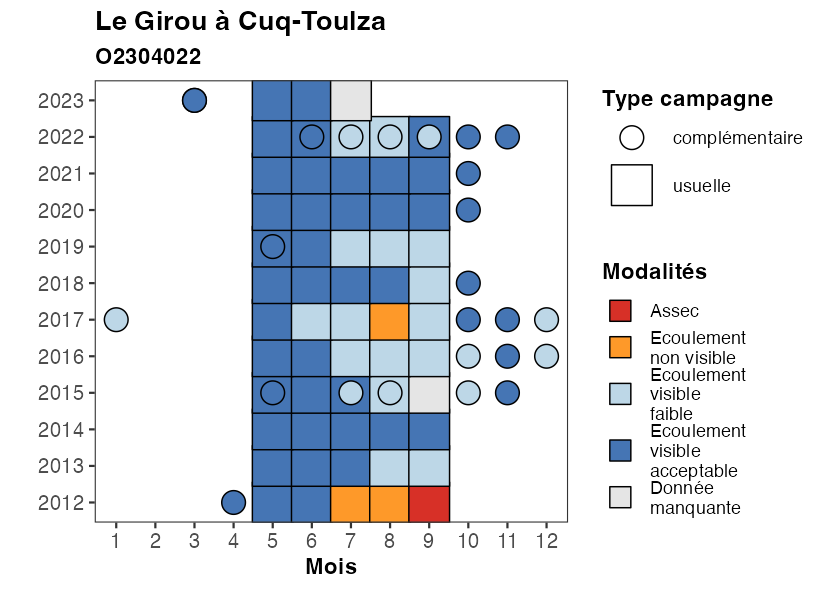 Le Girou à Cuq-Toulza
O2304022
2023
2022
2021
2020
2019
2018
2017
2016
2015
2014
2013
2012
1 2 3 4 5 6 7 8 9 10 11 12
Mois
Type campagne
complémentaire
usuelle
Modalités
Assec
Ecoulement
non visible
Ecoulement
visible
faible
Ecoulement
visible
acceptable
Donnée
manquante